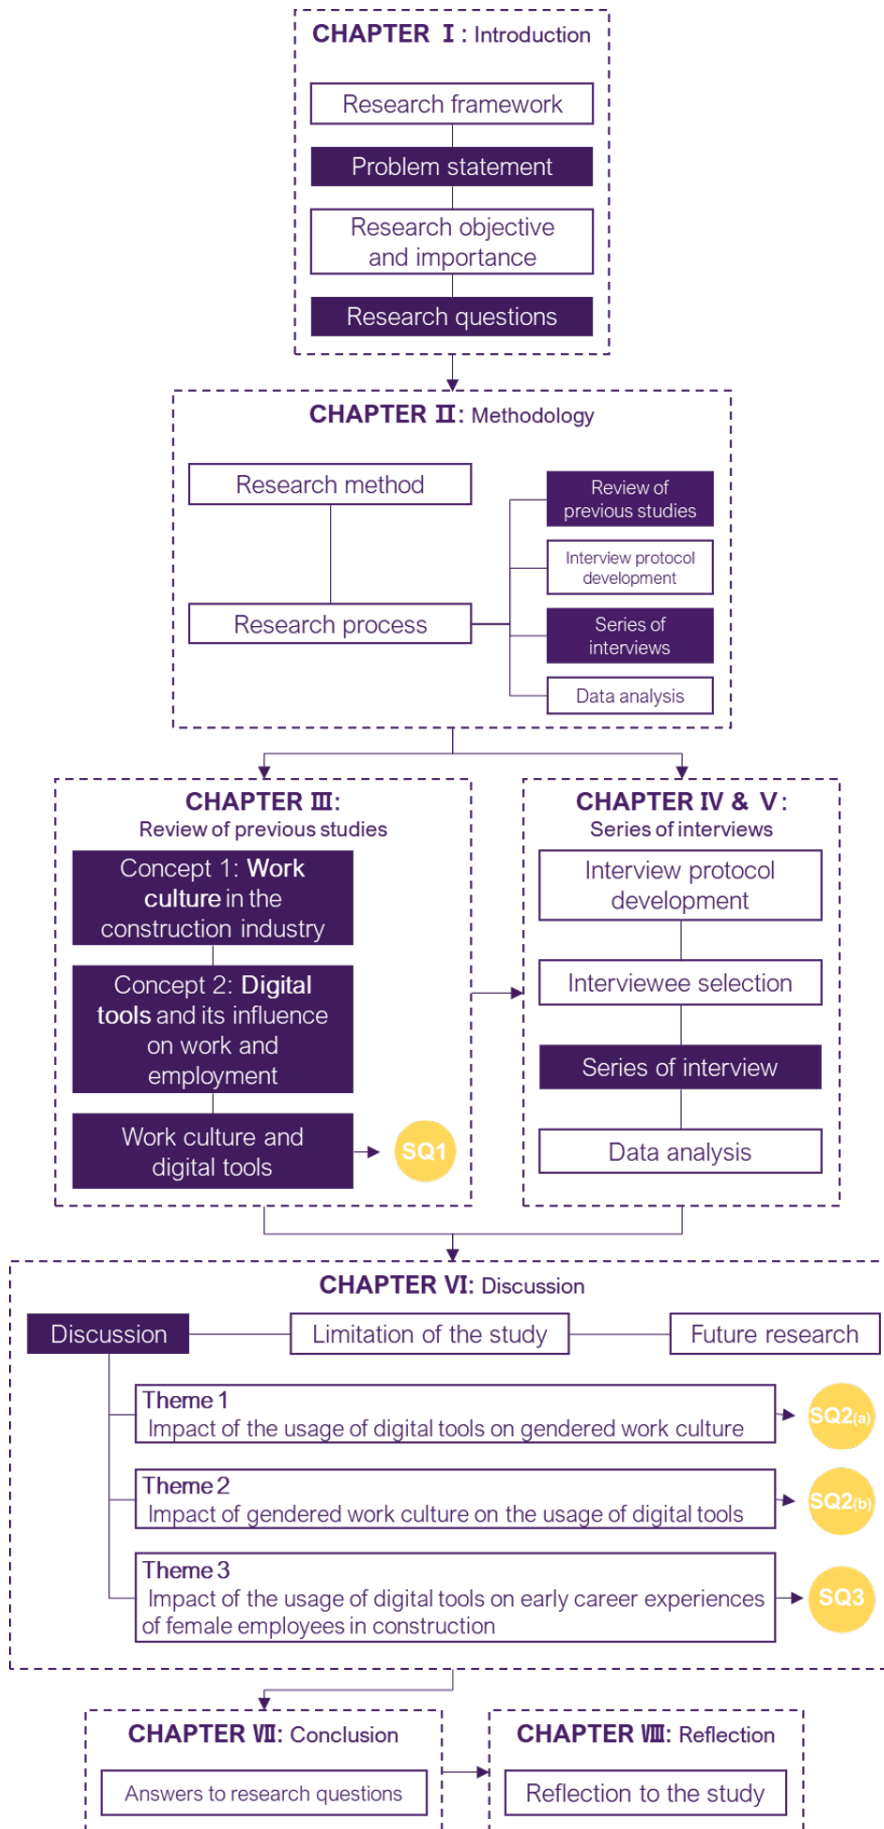 CHAPTER Ⅰ: Introduction
Research framework
Problem statement
Research objective
and importance
Research questions
CHAPTER Ⅱ: Methodology
Research method
Research process
Review of
previous studies
Interview protocol
development
Series of
interviews
Data analysis
CHAPTER Ⅲ:
Review of previous studies
Concept 1: Work
culture in the
construction industry
Concept 2: Digital
tools and its influence
on work and
employment
Work culture and
digital tools
SQ1
CHAPTER Ⅳ & Ⅴ:
Series of interviews
Interview protocol
development
Interviewee selection
Series of interview
Data analysis
CHAPTER Ⅵ: Discussion
Discussion
Limitation of the study
Future research
Theme 1
Impact of the usage of digital tools on gendered work culture
SQ2(a)
Theme 2
Impact of gendered work culture on the usage of digital tools
SQ2(b)
Theme 3
Impact of the usage of digital tools on early career experiences
of female employees in construction
SQ3
CHAPTER Ⅶ: Conclusion
Answers to research questions
CHAPTER Ⅷ: Reflection
Reflection to the study